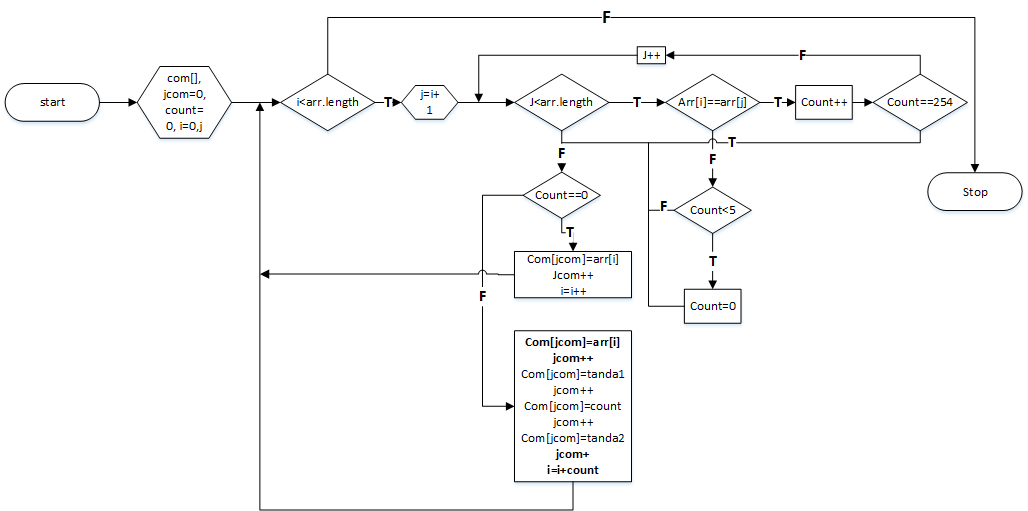 F
start
com[],
jcom=0,
count=
0, i=0,j
i<arr.length
T
j=i+
1
J++
F
J<arr.length
T
Arr[i]==arr[j]
T
Count++
Count==254
T
F
F
Stop
Count==0
F
Count<5
T
T
Com[jcom]=arr[i]
Jcom++
i=i++
F
Count=0
Com[jcom]=arr[i]
jcom++
Com[jcom]=tanda1
jcom++
Com[jcom]=count
jcom++
Com[jcom]=tanda2
jcom+
i=i+count